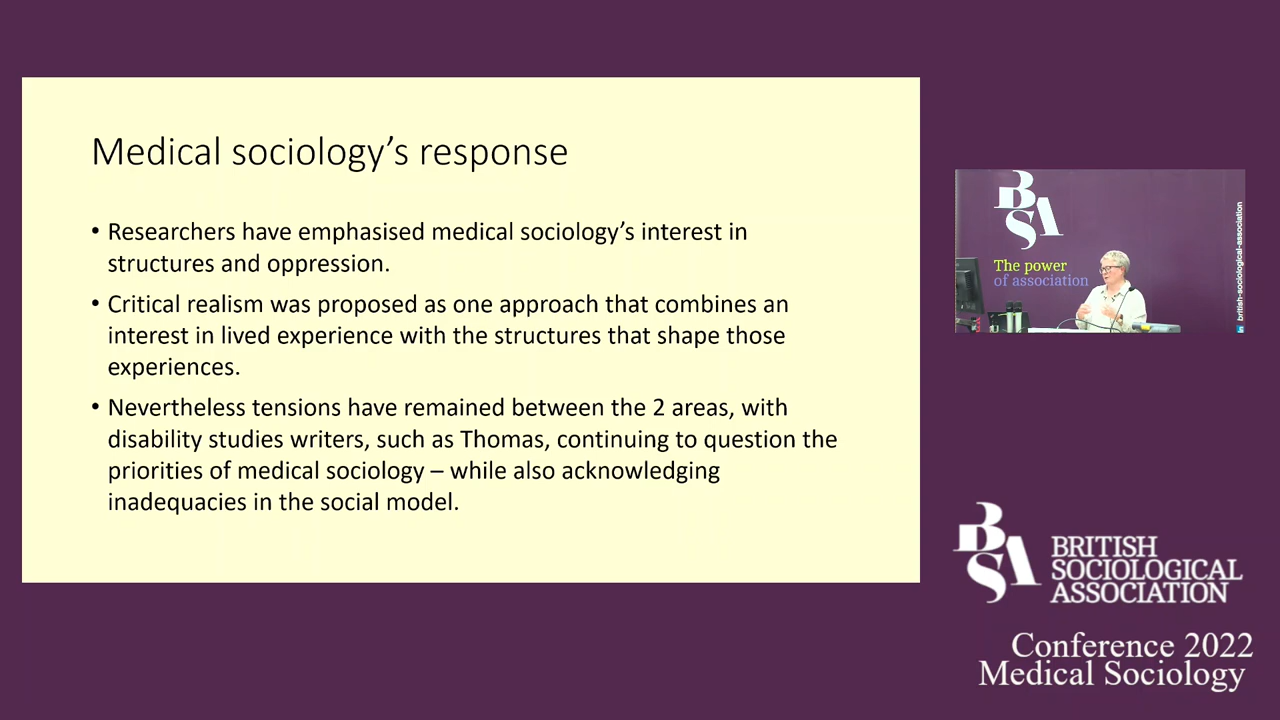 Medical sociology’s response
• Researchers have emphasised medical sociology’s interest in
structures and oppression.
• Critical realism was proposed as one approach that combines an
interest in lived experience with the structures that shape those
experiences.
• Nevertheless tensions have remained between the 2 areas, with
disability studies writers, such as Thomas, continuing to question the
priorities of medical sociology – while also acknowledging
inadequacies in the social model.
BSA
The power
of association
in british-sociological-association
BSA
BRITISH
SOCIOLOGICAL
ASSOCIATION
Conference 2022
Medical Sociology